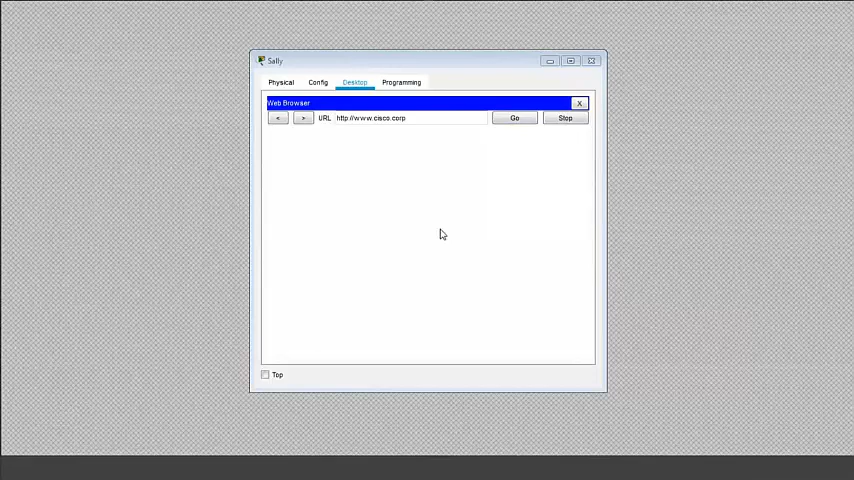 Sally
Physical Config Desktop Programming
Web Browser X
< > URL http://www.cisco.corp Go Stop
Top